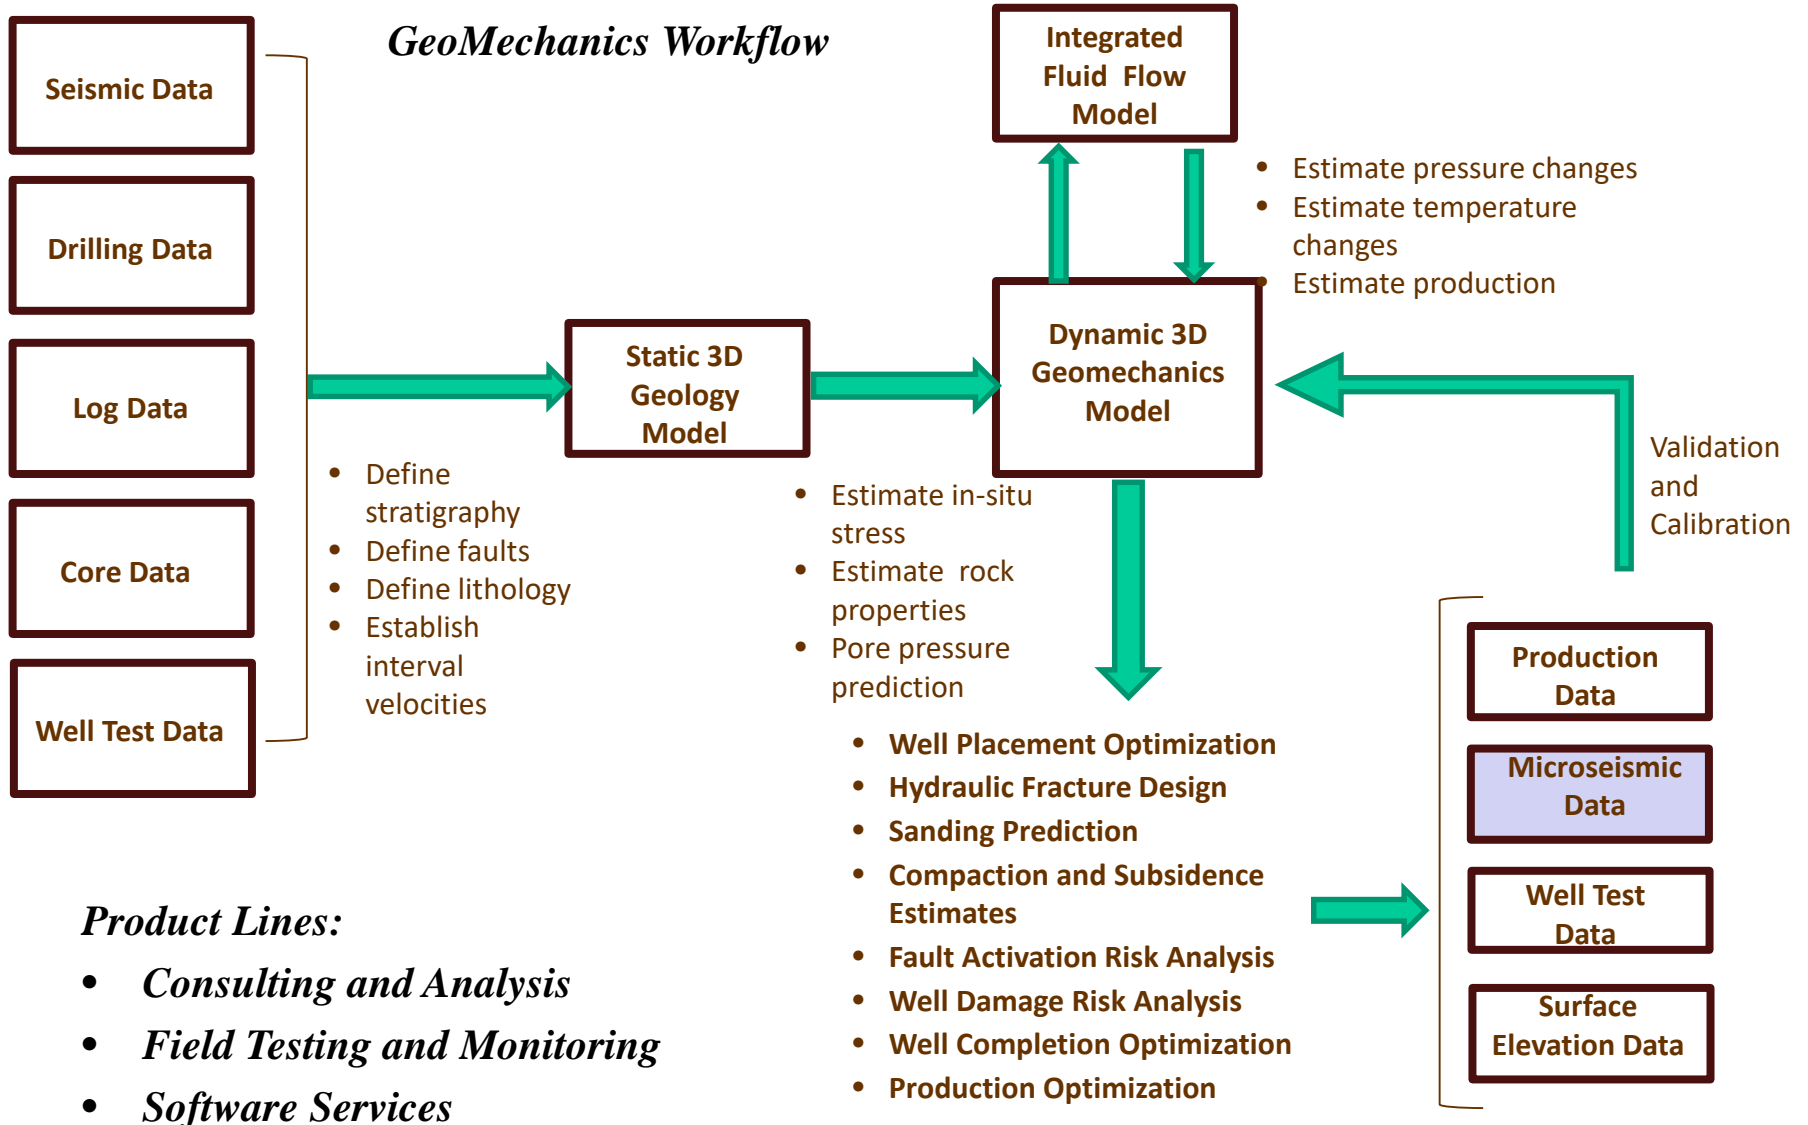 GeoMechanics Workflow
Seismic Data
Drilling Data
Log Data
Core Data
Well Test Data
• Define
stratigraphy
• Define faults
• Define lithology
• Establish
interval
velocities
Static 3D
Geology
Model
• Estimate in-situ
stress
• Estimate rock
properties
• Pore pressure
prediction
Integrated
Fluid Flow
Model
• Estimate pressure changes
• Estimate temperature
changes
• Estimate production
Dynamic 3D
Geomechanics
Model
Validation
and
Calibration
• Well Placement Optimization
• Hydraulic Fracture Design
• Sanding Prediction
• Compaction and Subsidence
Estimates
• Fault Activation Risk Analysis
• Well Damage Risk Analysis
• Well Completion Optimization
• Production Optimization
Production
Data
Microseismic
Data
Well Test
Data
Surface
Elevation Data
Product Lines:
• Consulting and Analysis
• Field Testing and Monitoring
• Software Services